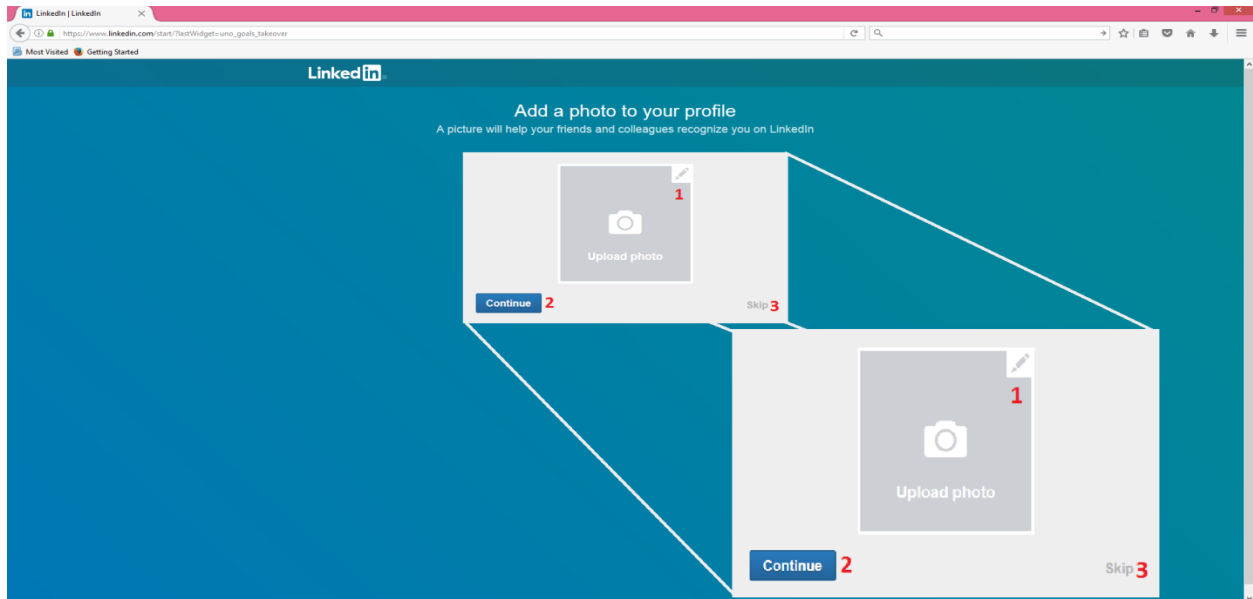 in LinkedIn | LinkedIn
https://www.linkedin.com/start/?lastWidget=uno_goals_takeover
Most Visited Getting Started
Linked in
Add a photo to your profile
A picture will help your friends and colleagues recognize you on LinkedIn
1
Upload photo
Continue 2 Skip 3
1
Upload photo
Continue 2 Skip 3